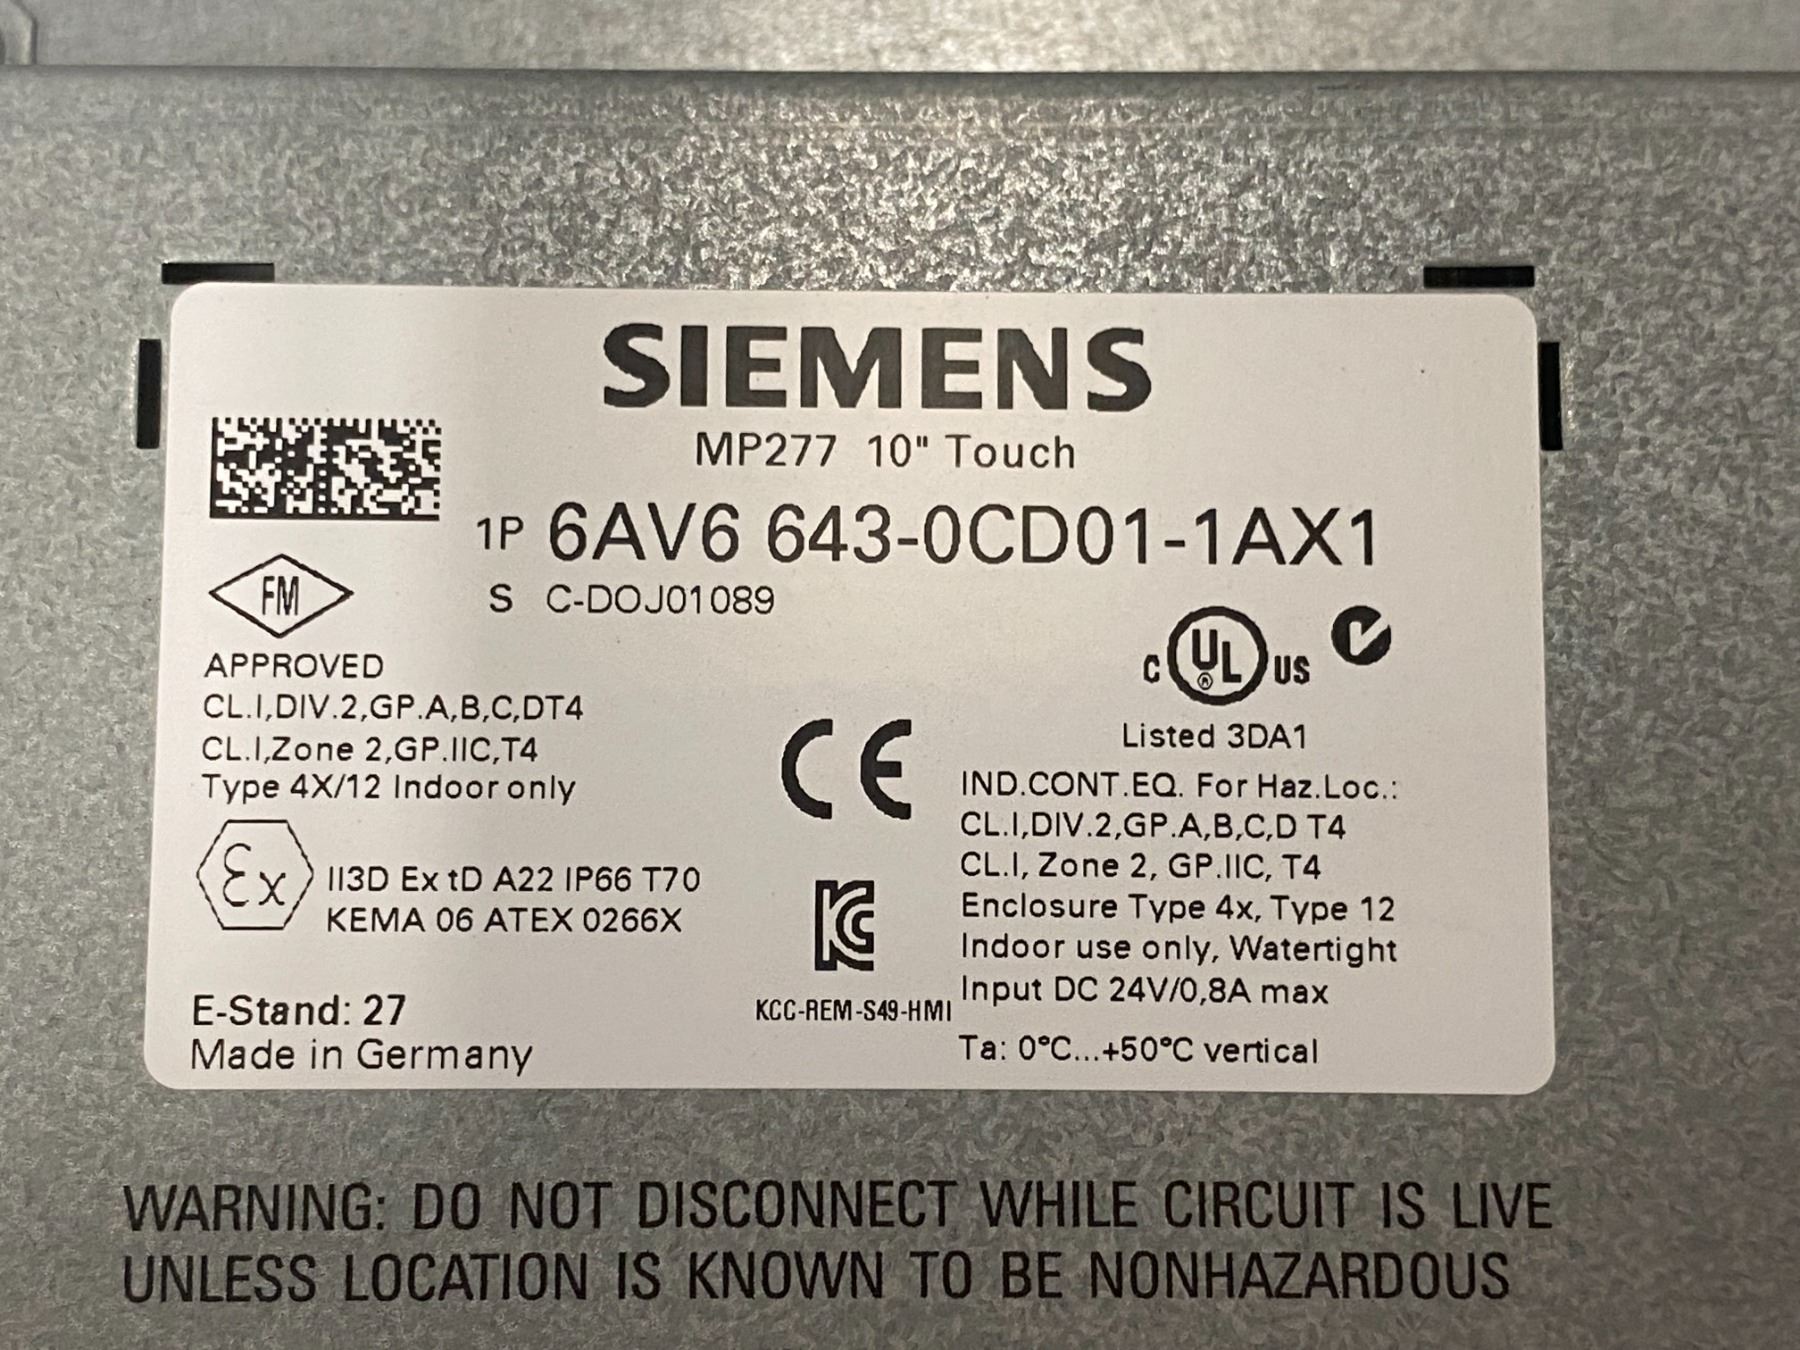 SIEMENS
MP277 10" Touch
1P 6AV6 643-0CD01-1AX1
S C-DOJ01089
FM
APPROVED
CL.I,DIV.2,GP.A,B,C,DT4
CL.I,Zone 2,GP.IIC,T4
Type 4X/12 Indoor only
Ex II3D Ex tD A22 IP66 T70
KEMA 06 ATEX 0266X
E-Stand: 27
Made in Germany
CE
KC
KCC-REM-S49-HMI
C UL ® US
Listed 3DA1
IND.CONT.EQ. For Haz.Loc.:
CL.I,DIV.2,GP.A,B,C,D T4
CL.I, Zone 2, GP.IIC, T4
Enclosure Type 4x, Type 12
Indoor use only, Watertight
Input DC 24V/0,8A max
Ta: 0°C...+50°C vertical
WARNING: DO NOT DISCONNECT WHILE CIRCUIT IS LIVE
UNLESS LOCATION IS KNOWN TO BE NONHAZARDOUS